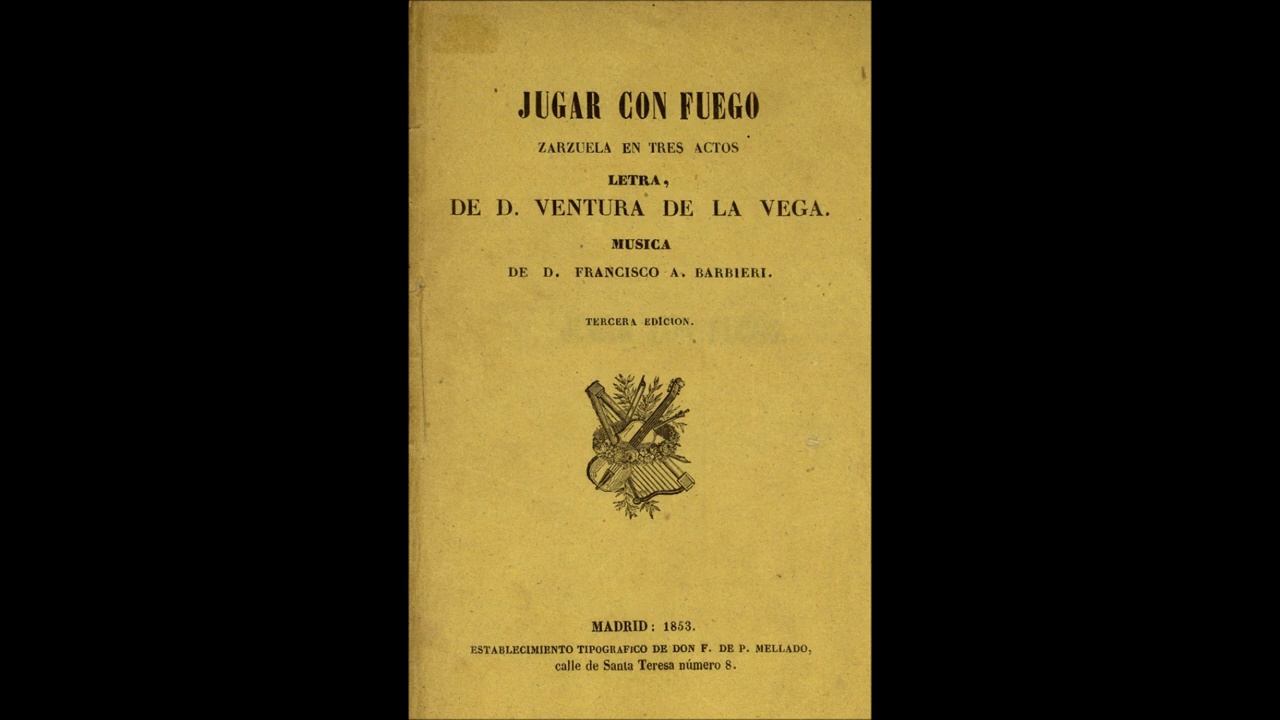 JUGAR CON FUEGO
ZARZUELA EN TRES ACTOS
LETRA,
DE D. VENTURA DE LA VEGA.
MUSICA
DE D. FRANCISCO A. BARBIERI.
TERCERA EDICION.
MADRID: 1853.
ESTABLECIMIENTO TIPOGRAFICO DE DON F. DE P. MELLADO,
calle de Santa Teresa número 8.